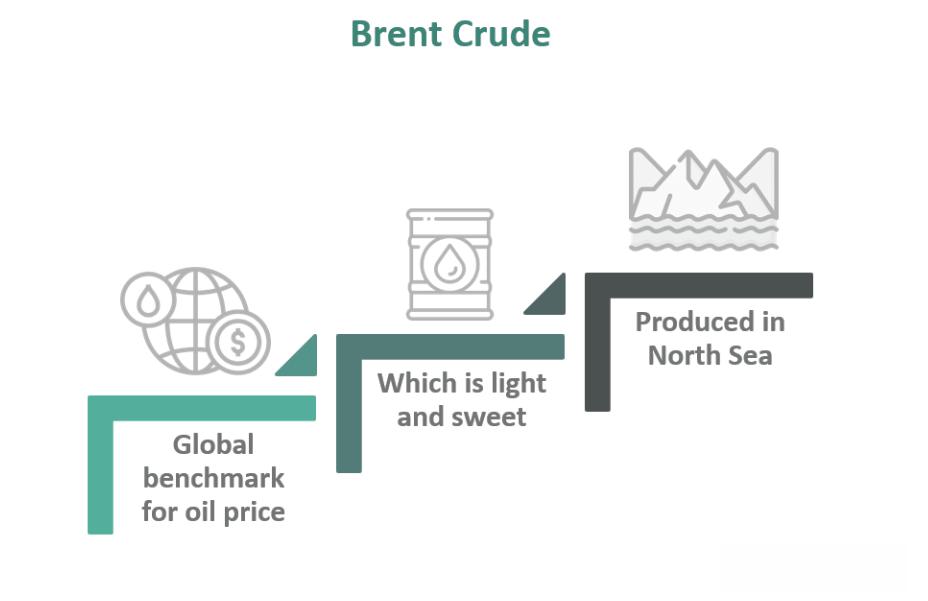 Brent Crude
Global
benchmark
for oil price
Which is light
and sweet
Produced in
North Sea
$